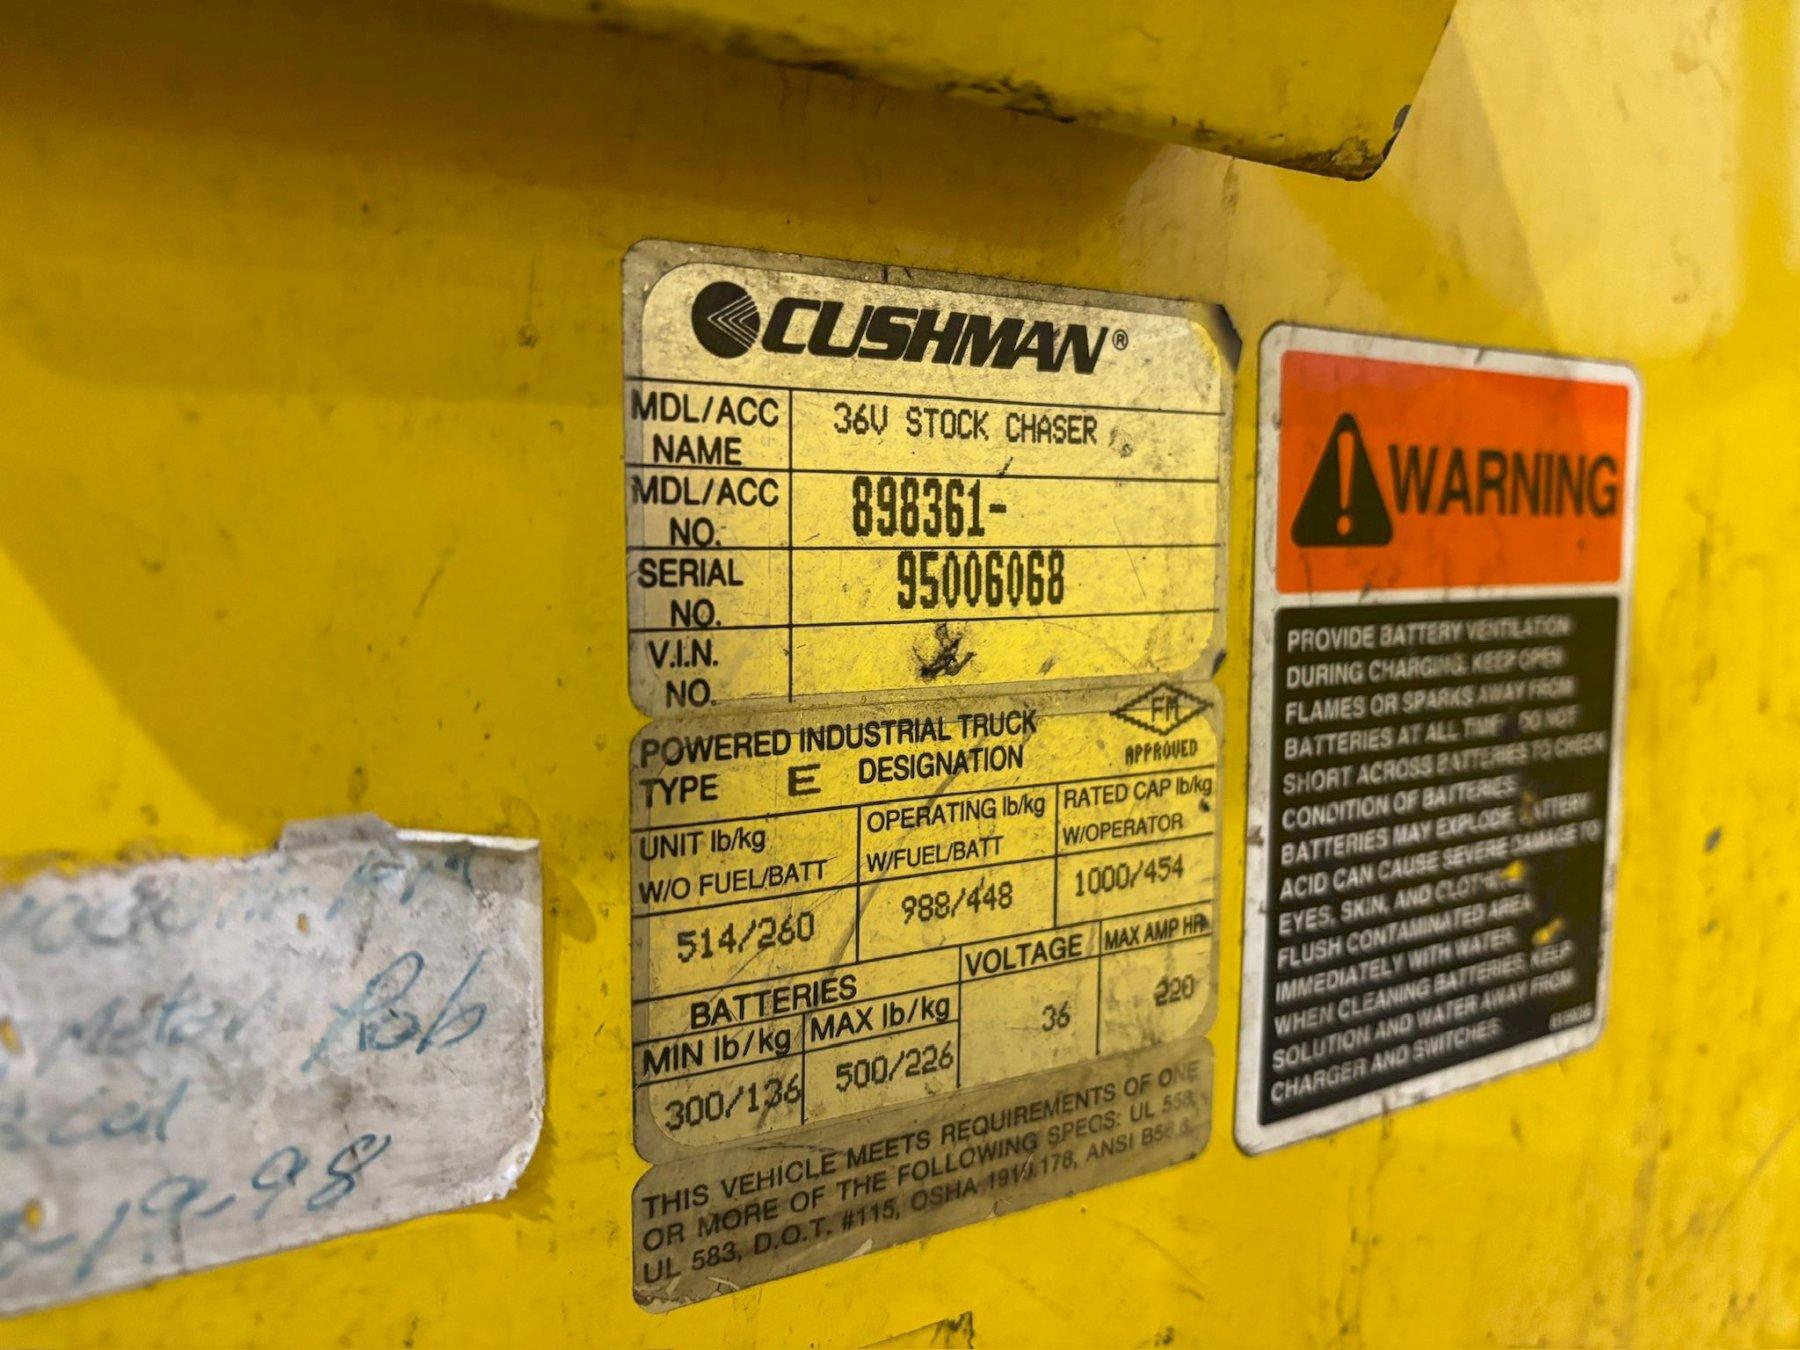 CUSHMAN®
MDL/ACC NAME 36V STOCK CHASER
MDL/ACC NO. 898361-
SERIAL NO. 95006068
V.I.N. NO.
POWERED INDUSTRIAL TRUCK
TYPE E DESIGNATION
FM
APPROVED
UNIT lb/kg
W/O FUEL/BATT
514/260
OPERATING lb/kg
W/FUEL/BATT
988/448
RATED CAP lb/kg
W/OPERATOR
1000/454
BATTERIES
MIN lb/kg
300/136
MAX lb/kg
500/226
VOLTAGE
36
MAX AMP HR
220
THIS VEHICLE MEETS REQUIREMENTS OF ONE
OR MORE OF THE FOLLOWING SPECS: UL 558,
UL 583, D.O.T. #115, OSHA 1910.178, ANSI B56.8
WARNING
PROVIDE BATTERY VENTILATION
DURING CHARGING. KEEP OPEN
FLAMES OR SPARKS AWAY FROM
BATTERIES AT ALL TIME DO NOT
SHORT ACROSS BATTERIES TO CHECK
CONDITION OF BATTERIES
BATTERIES MAY EXPLODE BATTERY
ACID CAN CAUSE SEVERE DAMAGE TO
EYES, SKIN, AND CLOTHING
FLUSH CONTAMINATED AREA
IMMEDIATELY WITH WATER.
WHEN CLEANING BATTERIES, KEEP
SOLUTION AND WATER AWAY FROM
CHARGER AND SWITCHES
Rob
19-98